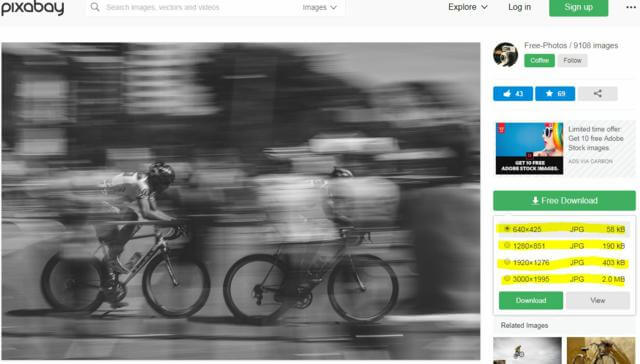 pixabay
Search images, vectors and videos
Images
Explore
Log in
Sign up
Free-Photos / 9108 images
Coffee
Follow
43
69
Limited time offer:
Get 10 free Adobe
Stock images.
ADS VIA CARBON
GET 10 FREE
ADOBE STOCK IMAGES.
Free Download
640×425 JPG 58 kB
1280×851 JPG 190 kB
1920×1276 JPG 403 kB
3000×1995 JPG 2.0 MB
Download
View
Related Images